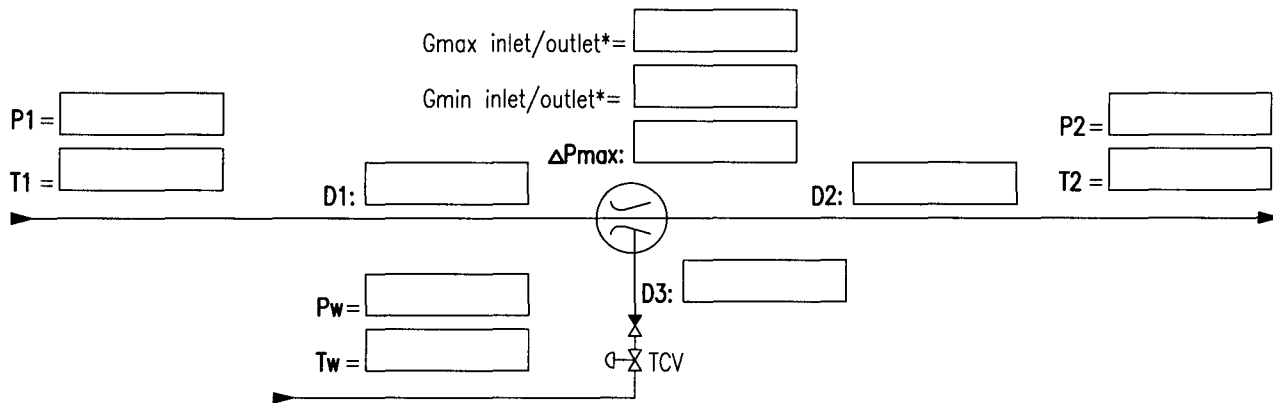 Gmax inlet/outlet*=
Gmin inlet/outlet*=
P1=
P2=
ΔPmax:
T1=
D1:
D2:
T2=
Pw=
D3:
Tw=
TCV